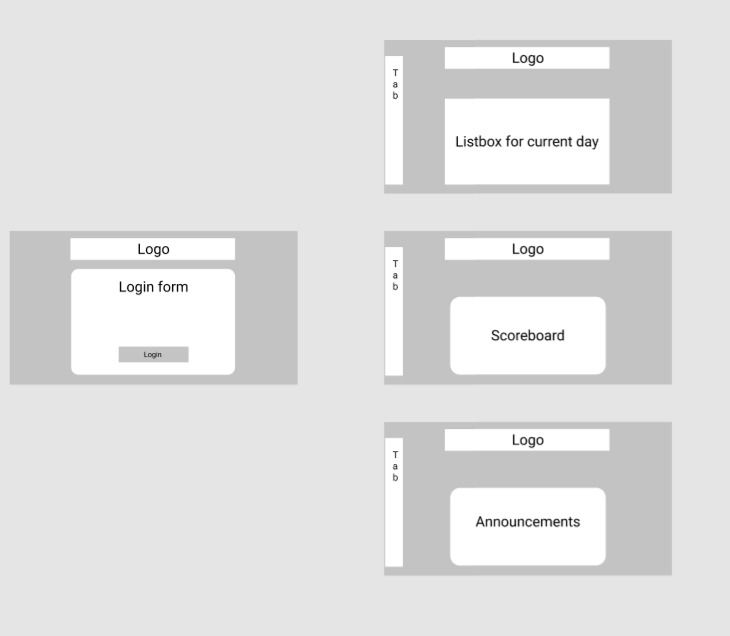 Logo
Login form
Login
Logo
T
a
b
Listbox for current day
Logo
T
a
b
Scoreboard
Logo
T
a
b
Announcements